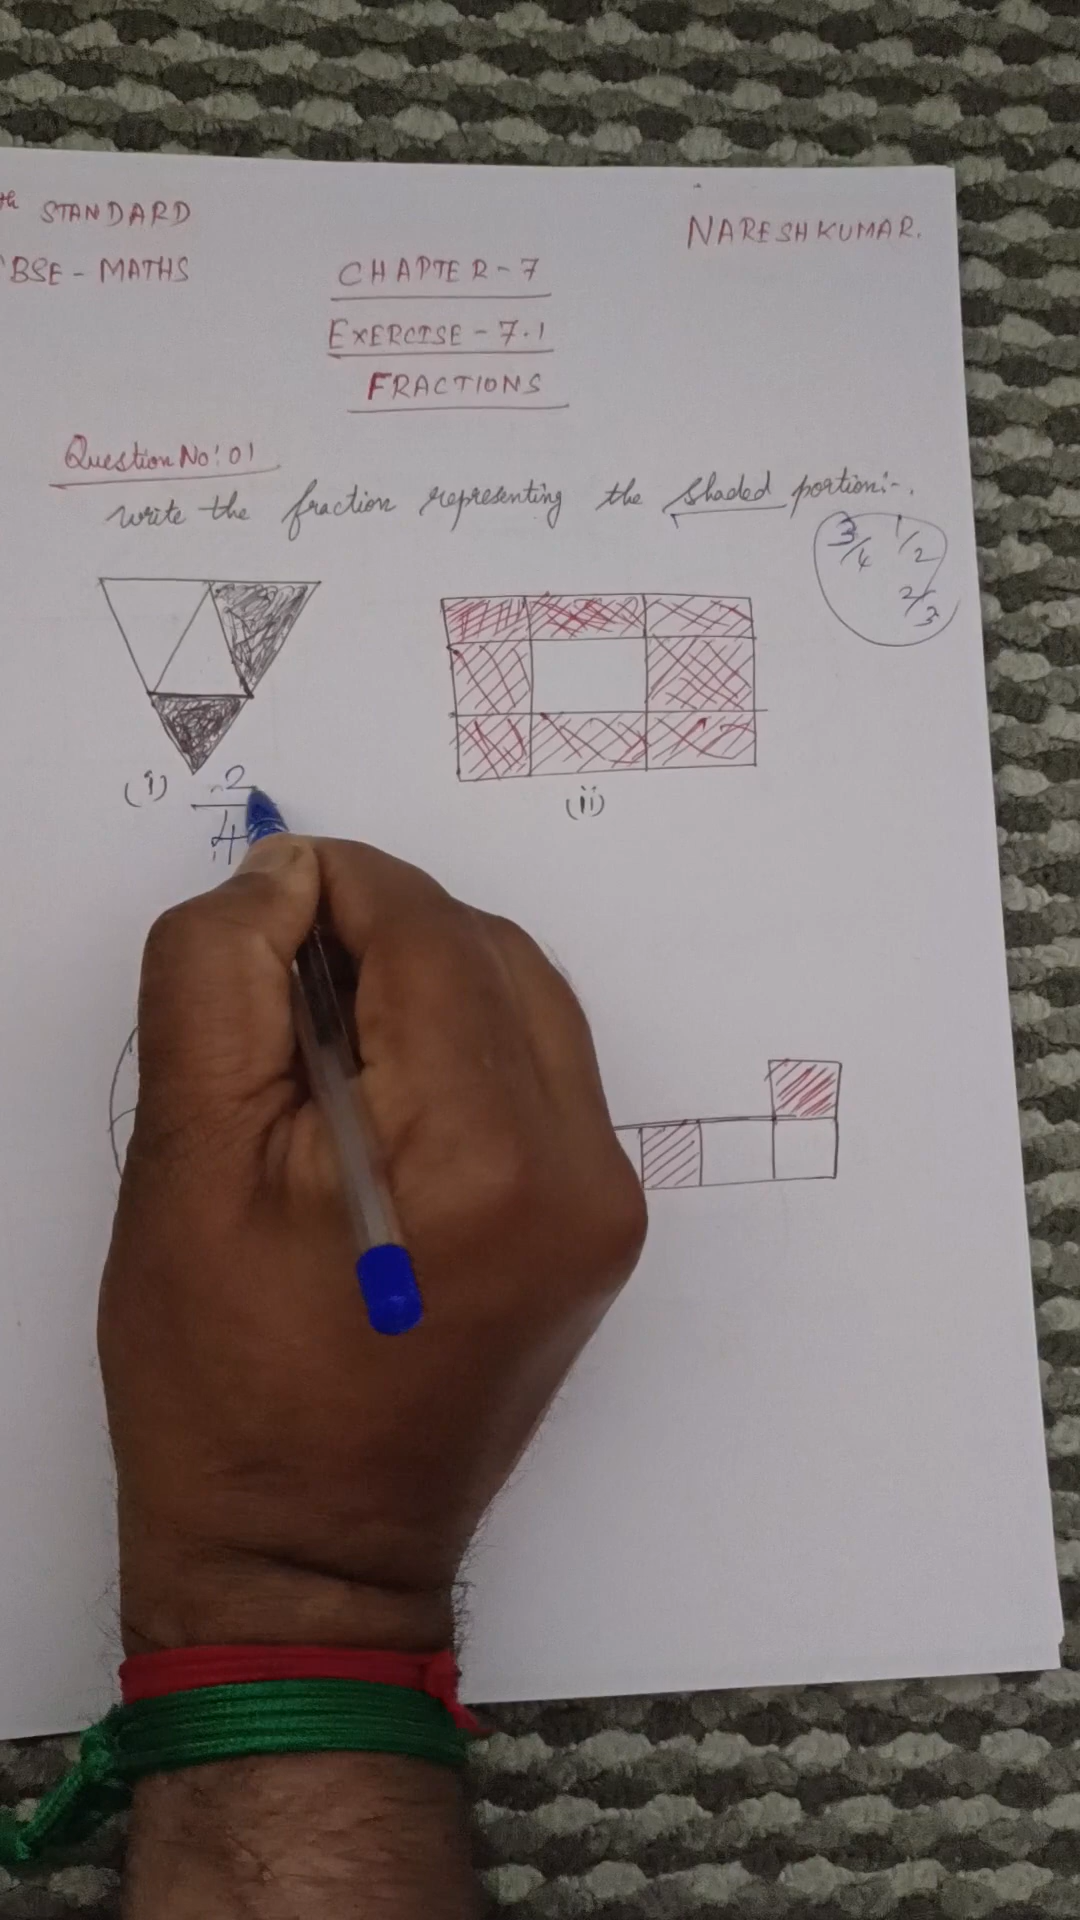 th STANDARD
NARESHKUMAR.
BSE - MATHS
CHAPTER - 7
EXERCISE - 7.1
FRACTIONS
Question No: 01
Write the fraction representing the shaded portion:-.
3/4 1/2
2/3
(i) 2/4
(ii)